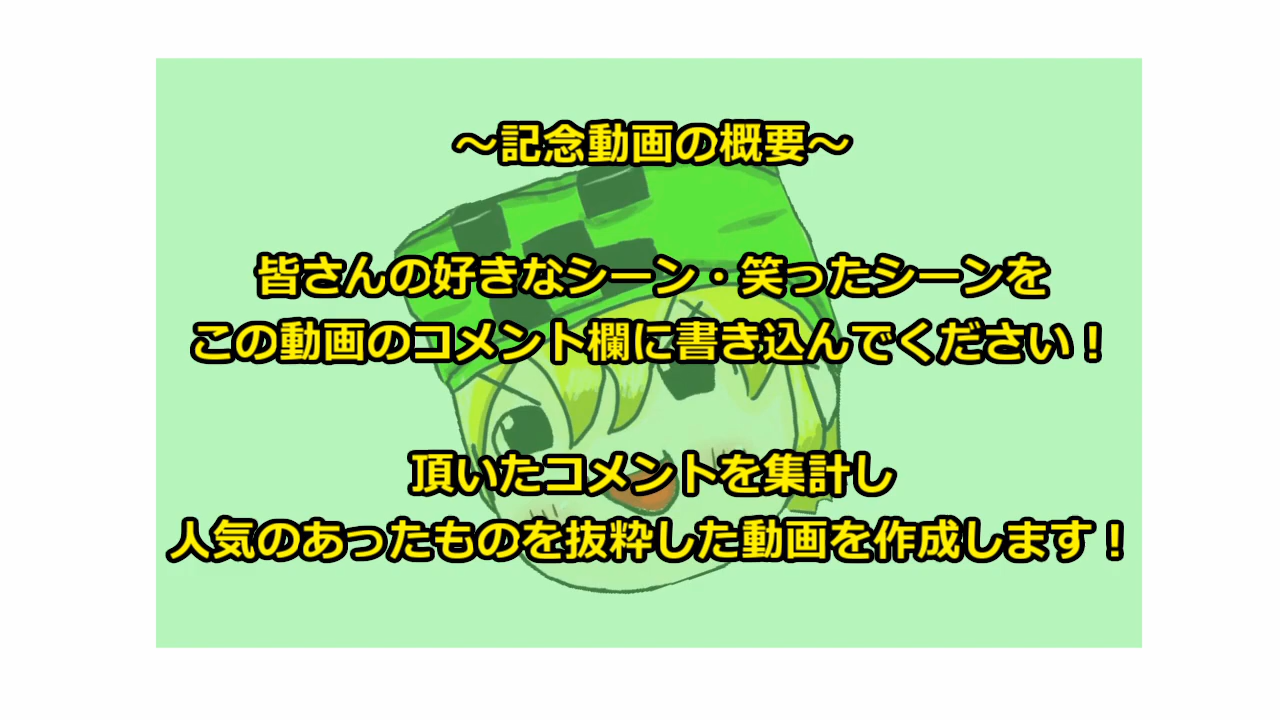 ～記念動画の概要～
皆さんの好きなシーン・笑ったシーンを
この動画のコメント欄に書き込んでください！
頂いたコメントを集計し
人気のあったものを抜粋した動画を作成します！